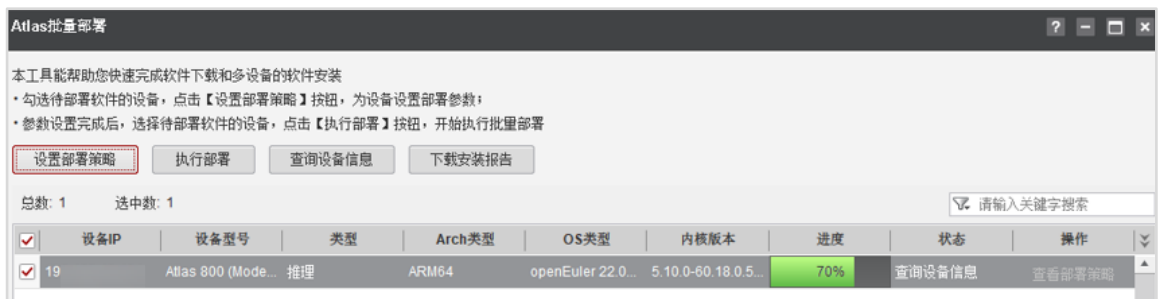 Atlas批量部署
本工具能帮助您快速完成软件下载和多设备的软件安装
• 勾选待部署软件的设备，点击【设置部署策略】按钮，为设备设置部署参数；
• 参数设置完成后，选择待部署软件的设备，点击【执行部署】按钮，开始执行批量部署
设置部署策略 执行部署 查询设备信息 下载安装报告
总数: 1 选中数: 1 请输入关键字搜索
设备IP 设备型号 类型 Arch类型 OS类型 内核版本 进度 状态 操作
19 Atlas 800 (Mode... 推理 ARM64 openEuler 22.0... 5.10.0-60.18.0.5... 70% 查询设备信息 查看部署策略